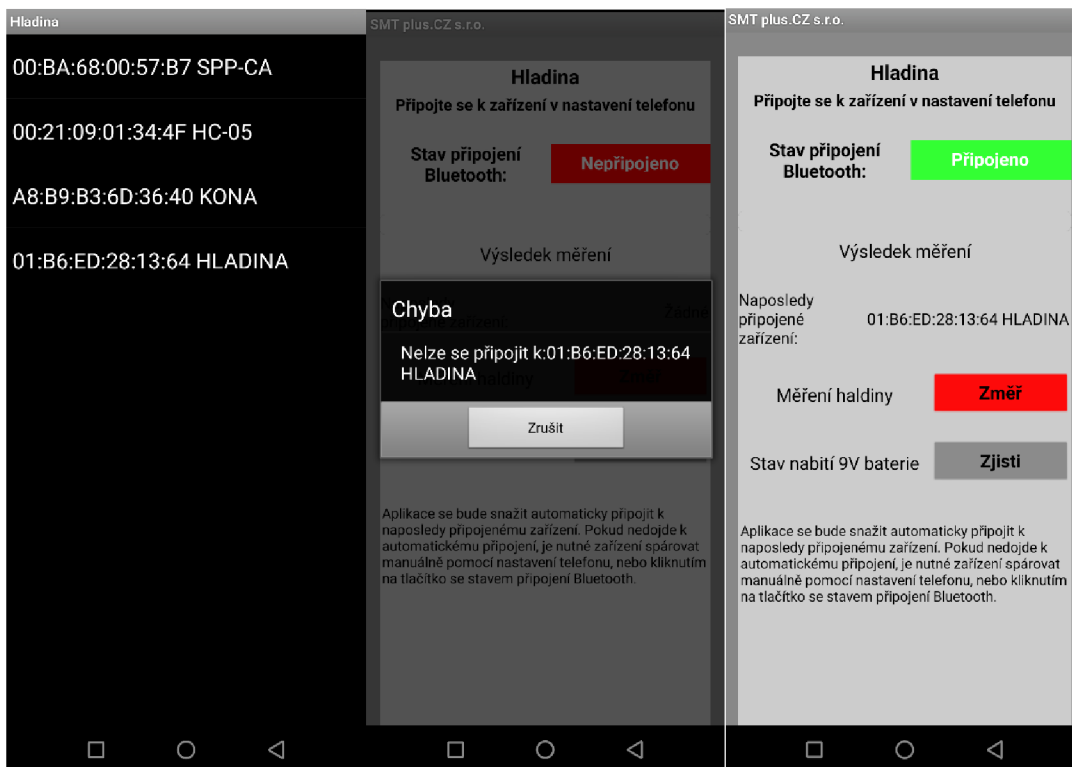 Hladina
00:BA:68:00:57:B7 SPP-CA
00:21:09:01:34:4F HC-05
A8:B9:B3:6D:36:40 KONA
01:B6:ED:28:13:64 HLADINA
SMT plus.CZ s.r.o.
Hladina
Připojte se k zařízení v nastavení telefonu
Stav připojení
Bluetooth:
Nepřipojeno
Výsledek měření
Žádné
Chyba
Nelze se připojit k:01:B6:ED:28:13:64
HLADINA
Zrušit
Aplikace se bude snažit automaticky připojit k
naposledy připojenému zařízení. Pokud nedojde k
automatickému připojení, je nutné zařízení spárovat
manuálně pomocí nastavení telefonu, nebo kliknutím
na tlačítko se stavem připojení Bluetooth.
SMT plus.CZ s.r.o.
Hladina
Připojte se k zařízení v nastavení telefonu
Stav připojení
Bluetooth:
Připojeno
Výsledek měření
Naposledy
připojené
zařízení:
01:B6:ED:28:13:64 HLADINA
Měření haldiny
Změř
Stav nabití 9V baterie
Zjisti
Aplikace se bude snažit automaticky připojit k
naposledy připojenému zařízení. Pokud nedojde k
automatickému připojení, je nutné zařízení spárovat
manuálně pomocí nastavení telefonu, nebo kliknutím
na tlačítko se stavem připojení Bluetooth.